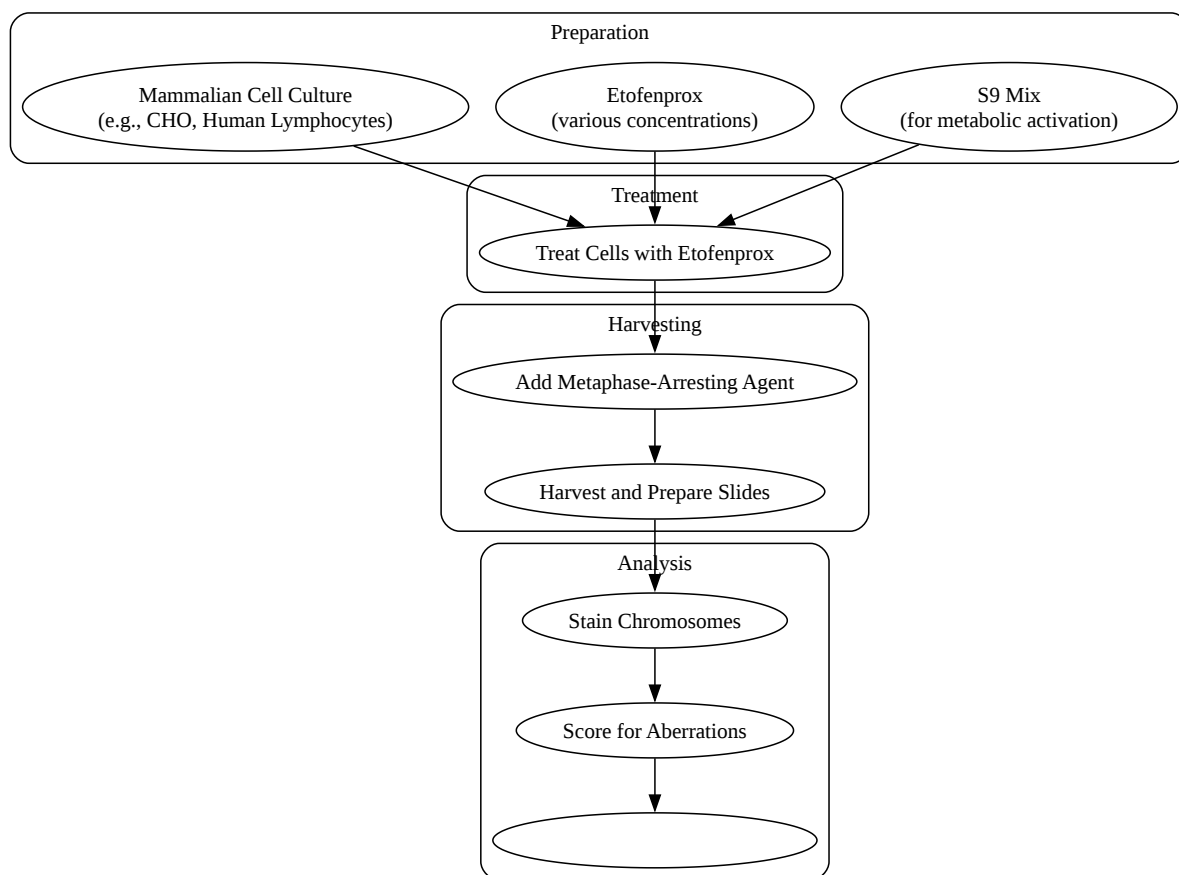 Preparation
Mammalian Cell Culture
(e.g., CHO, Human Lymphocytes)
Etofenprox
(various concentrations)
S9 Mix
(for metabolic activation)
Treatment
Treat Cells with Etofenprox
Harvesting
Add Metaphase-Arresting Agent
Harvest and Prepare Slides
Analysis
Stain Chromosomes
Score for Aberrations